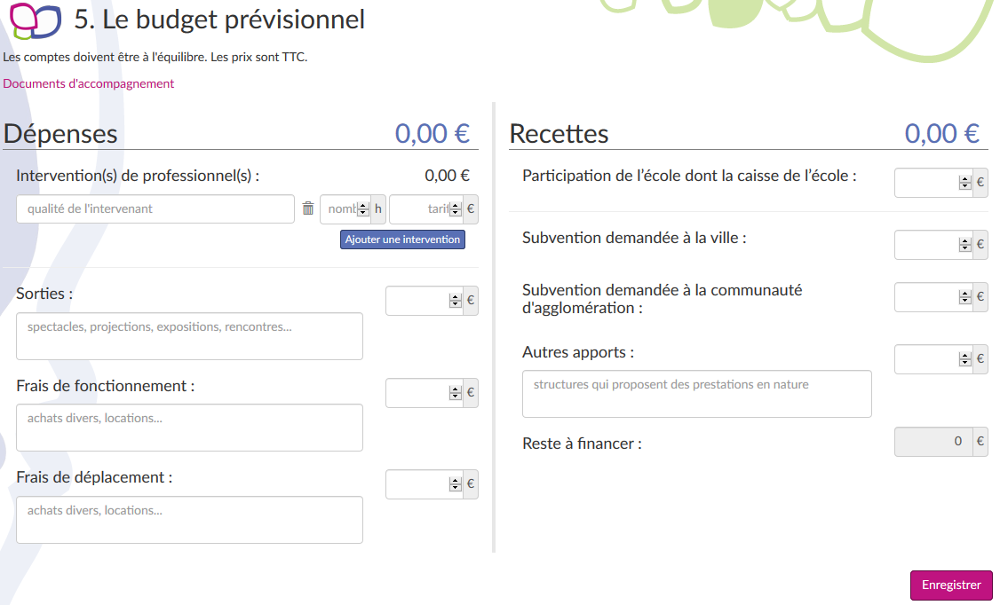 5. Le budget prévisionnel
Les comptes doivent être à l'équilibre. Les prix sont TTC.
Documents d'accompagnement
Dépenses 0,00 €
Intervention(s) de professionnel(s) : 0,00 €
qualité de l'intervenant h €
Ajouter une intervention
Sorties : €
spectacles, projections, expositions, rencontres...
Frais de fonctionnement : €
achats divers, locations...
Frais de déplacement : €
achats divers, locations...
Recettes 0,00 €
Participation de l'école dont la caisse de l'école : €
Subvention demandée à la ville : €
Subvention demandée à la communauté
d'agglomération : €
Autres apports : €
structures qui proposent des prestations en nature
Reste à financer : 0 €
Enregistrer